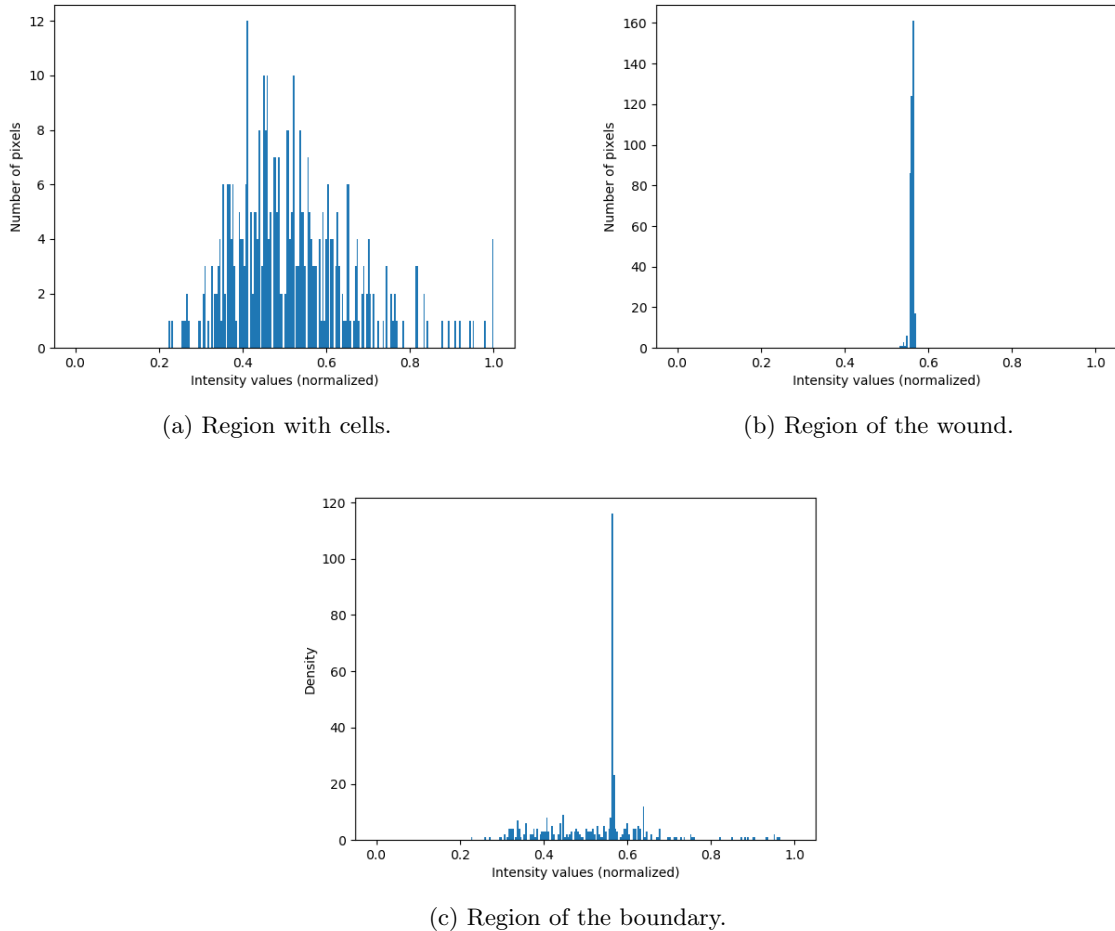 12
10
8
6
4
2
0
Number of pixels
0.0 0.2 0.4 0.6 0.8 1.0
Intensity values (normalized)
(a) Region with cells.
160
140
120
100
80
60
40
20
0
Number of pixels
0.0 0.2 0.4 0.6 0.8 1.0
Intensity values (normalized)
(b) Region of the wound.
120
100
80
60
40
20
0
Density
0.0 0.2 0.4 0.6 0.8 1.0
Intensity values (normalized)
(c) Region of the boundary.